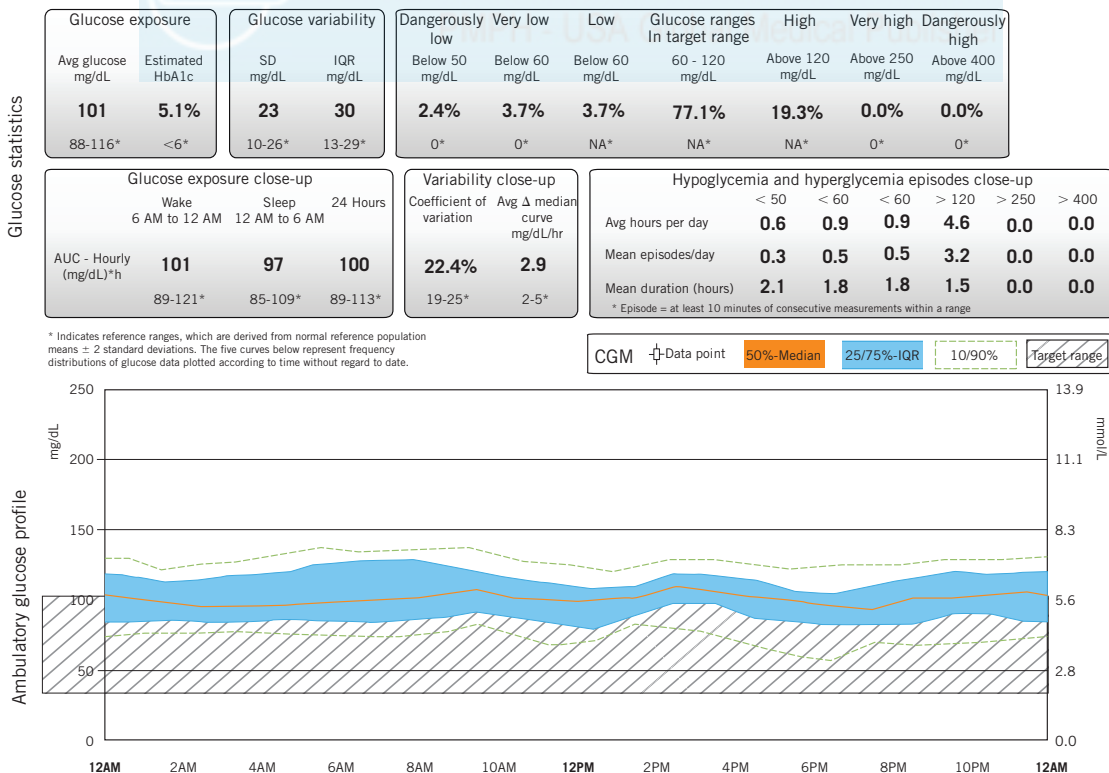 MFTR - USA Medical Publisher
Glucose statistics
Glucose exposure
Avg glucose mg/dL
Estimated HbA1c
101 5.1%
88-116* <6*
Glucose variability
SD mg/dL
IQR mg/dL
23 30
10-26* 13-29*
Glucose ranges
Dangerously low Very low Low In target range High Very high Dangerously high
Below 50 mg/dL Below 60 mg/dL Below 60 mg/dL 60 - 120 mg/dL Above 120 mg/dL Above 250 mg/dL Above 400 mg/dL
2.4% 3.7% 3.7% 77.1% 19.3% 0.0% 0.0%
0* 0* NA* NA* NA* 0* 0*
Glucose exposure close-up
Wake 6 AM to 12 AM
Sleep 12 AM to 6 AM
24 Hours
AUC - Hourly (mg/dL)*h
101 97 100
89-121* 85-109* 89-113*
Variability close-up
Coefficient of variation
Avg Δ median curve mg/dL/hr
22.4% 2.9
19-25* 2-5*
Hypoglycemia and hyperglycemia episodes close-up
< 50 < 60 < 60 > 120 > 250 > 400
Avg hours per day 0.6 0.9 0.9 4.6 0.0 0.0
Mean episodes/day 0.3 0.5 0.5 3.2 0.0 0.0
Mean duration (hours) 2.1 1.8 1.8 1.5 0.0 0.0
* Episode = at least 10 minutes of consecutive measurements within a range
* Indicates reference ranges, which are derived from normal reference population
means ± 2 standard deviations. The five curves below represent frequency
distributions of glucose data plotted according to time without regard to date.
CGM Data point 50%-Median 25/75%-IQR 10/90% Target range
Ambulatory glucose profile
mg/dL
250
200
150
100
50
0
mmol/L
13.9
11.1
8.3
5.6
2.8
0.0
12AM 2AM 4AM 6AM 8AM 10AM 12PM 2PM 4PM 6PM 8PM 10PM 12AM